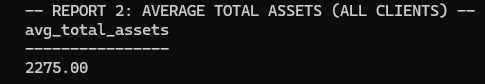 -- REPORT 2: AVERAGE TOTAL ASSETS (ALL CLIENTS) --
avg_total_assets
----------------
2275.00